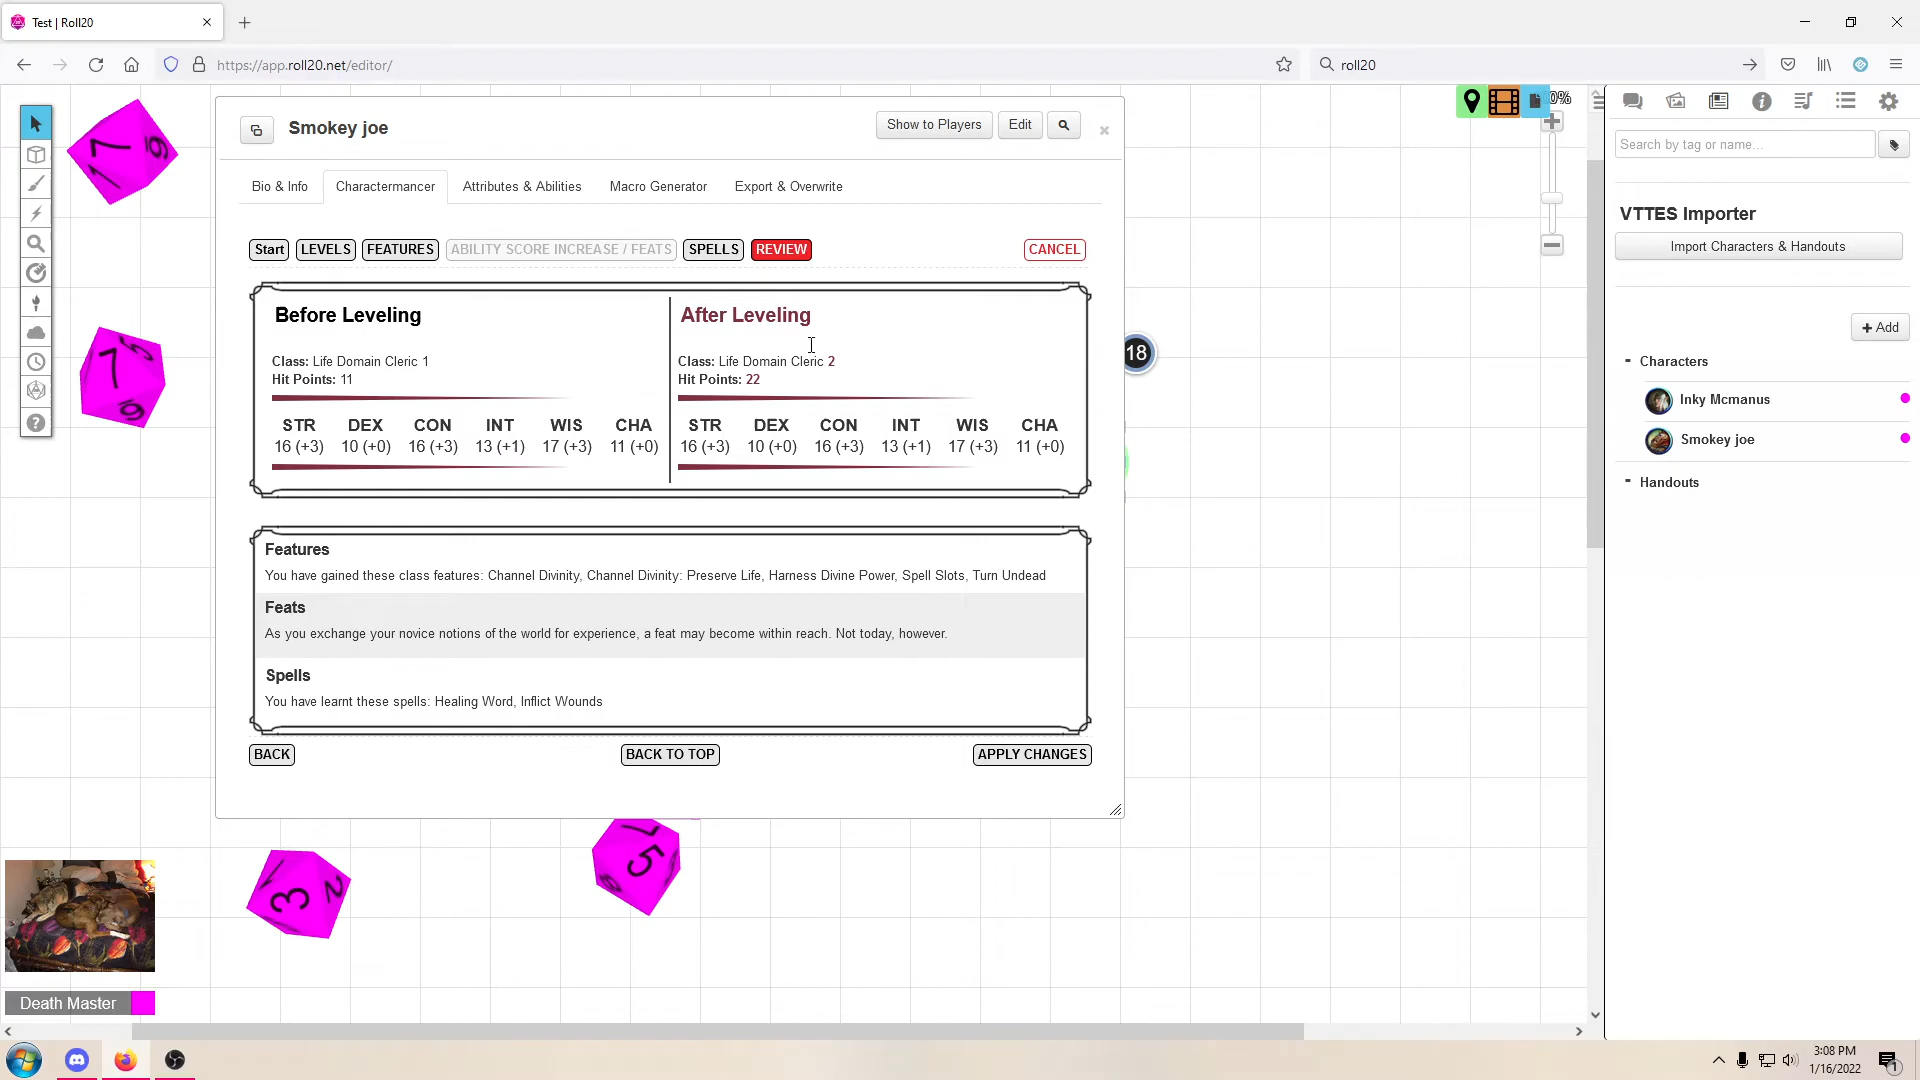 Test | Roll20
https://app.roll20.net/editor/
roll20
Smokey joe
Show to Players
Edit
Bio & Info
Charactermancer
Attributes & Abilities
Macro Generator
Export & Overwrite
Start
LEVELS
FEATURES
ABILITY SCORE INCREASE / FEATS
SPELLS
REVIEW
CANCEL
Before Leveling
Class: Life Domain Cleric 1
Hit Points: 11
STR DEX CON INT WIS CHA
16 (+3) 10 (+0) 16 (+3) 13 (+1) 17 (+3) 11 (+0)
After Leveling
Class: Life Domain Cleric 2
Hit Points: 22
STR DEX CON INT WIS CHA
16 (+3) 10 (+0) 16 (+3) 13 (+1) 17 (+3) 11 (+0)
Features
You have gained these class features: Channel Divinity, Channel Divinity: Preserve Life, Harness Divine Power, Spell Slots, Turn Undead
Feats
As you exchange your novice notions of the world for experience, a feat may become within reach. Not today, however.
Spells
You have learnt these spells: Healing Word, Inflict Wounds
BACK
BACK TO TOP
APPLY CHANGES
18
0%
Search by tag or name...
VTTES Importer
Import Characters & Handouts
+ Add
Characters
Inky Mcmanus
Smokey joe
Handouts
17
7
5
3
2
5
7
Death Master
3:08 PM
1/16/2022
1